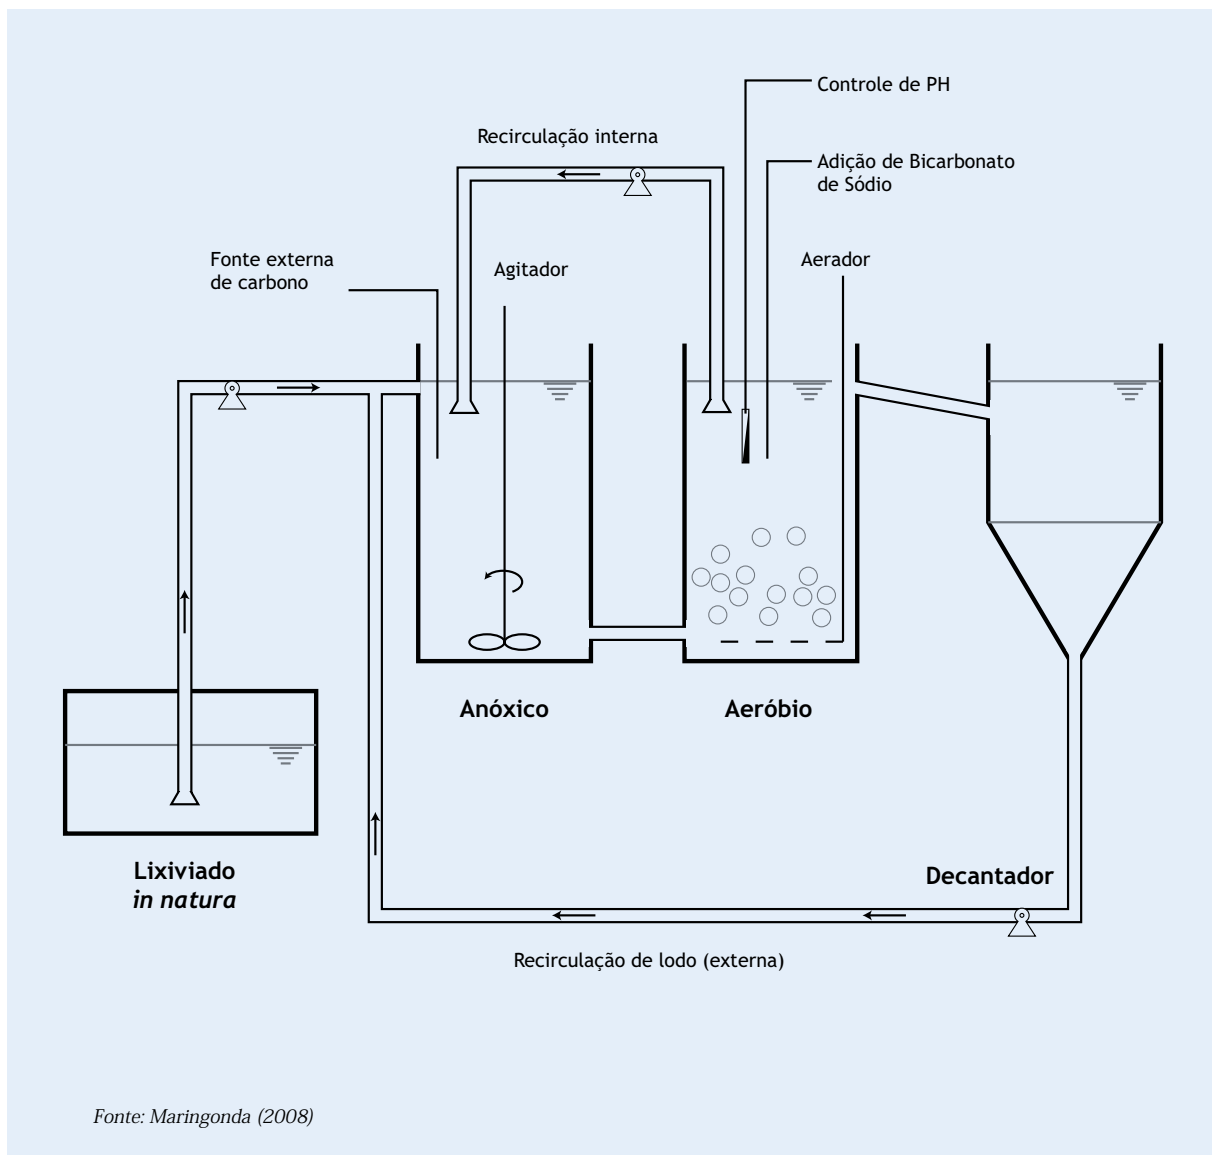 Controle de PH
Recirculação interna
Adição de Bicarbonato
de Sódio
Fonte externa
de carbono
Agitador
Aerador
Anóxico
Aeróbio
Lixiviado
in natura
Decantador
Recirculação de lodo (externa)
Fonte: Maringonda (2008)